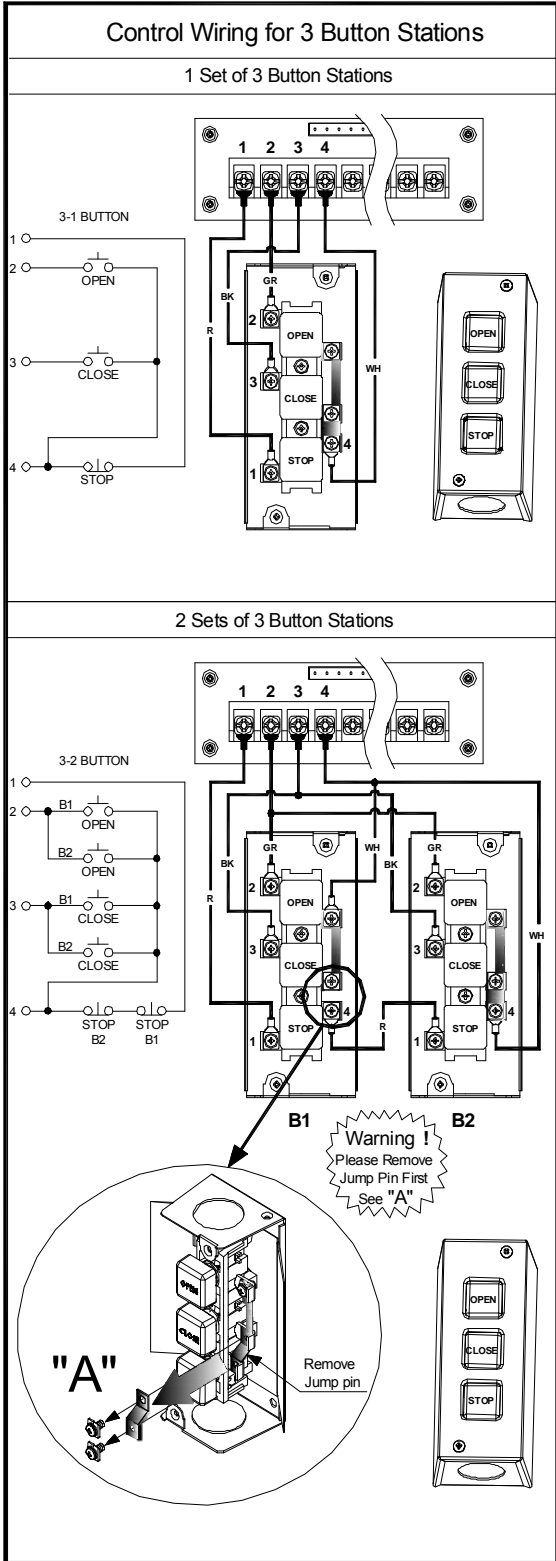 Control Wiring for 3 Button Stations
1 Set of 3 Button Stations
1 2 3 4
3-1 BUTTON
1
2
OPEN
3
CLOSE
4
STOP
R
BK
GR
WH
2
OPEN
3
CLOSE
1
STOP
4
OPEN
CLOSE
STOP
2 Sets of 3 Button Stations
1 2 3 4
3-2 BUTTON
1
2
B1
OPEN
B2
OPEN
3
B1
CLOSE
B2
CLOSE
4
STOP
B2
STOP
B1
R
BK
GR
WH
2
OPEN
3
CLOSE
1
STOP
4
R
BK
GR
WH
2
OPEN
3
CLOSE
1
STOP
4
B1
B2
Warning !
Please Remove
Jump Pin First
See "A"
OPEN
CLOSE
"A"
Remove
Jump pin
OPEN
CLOSE
STOP